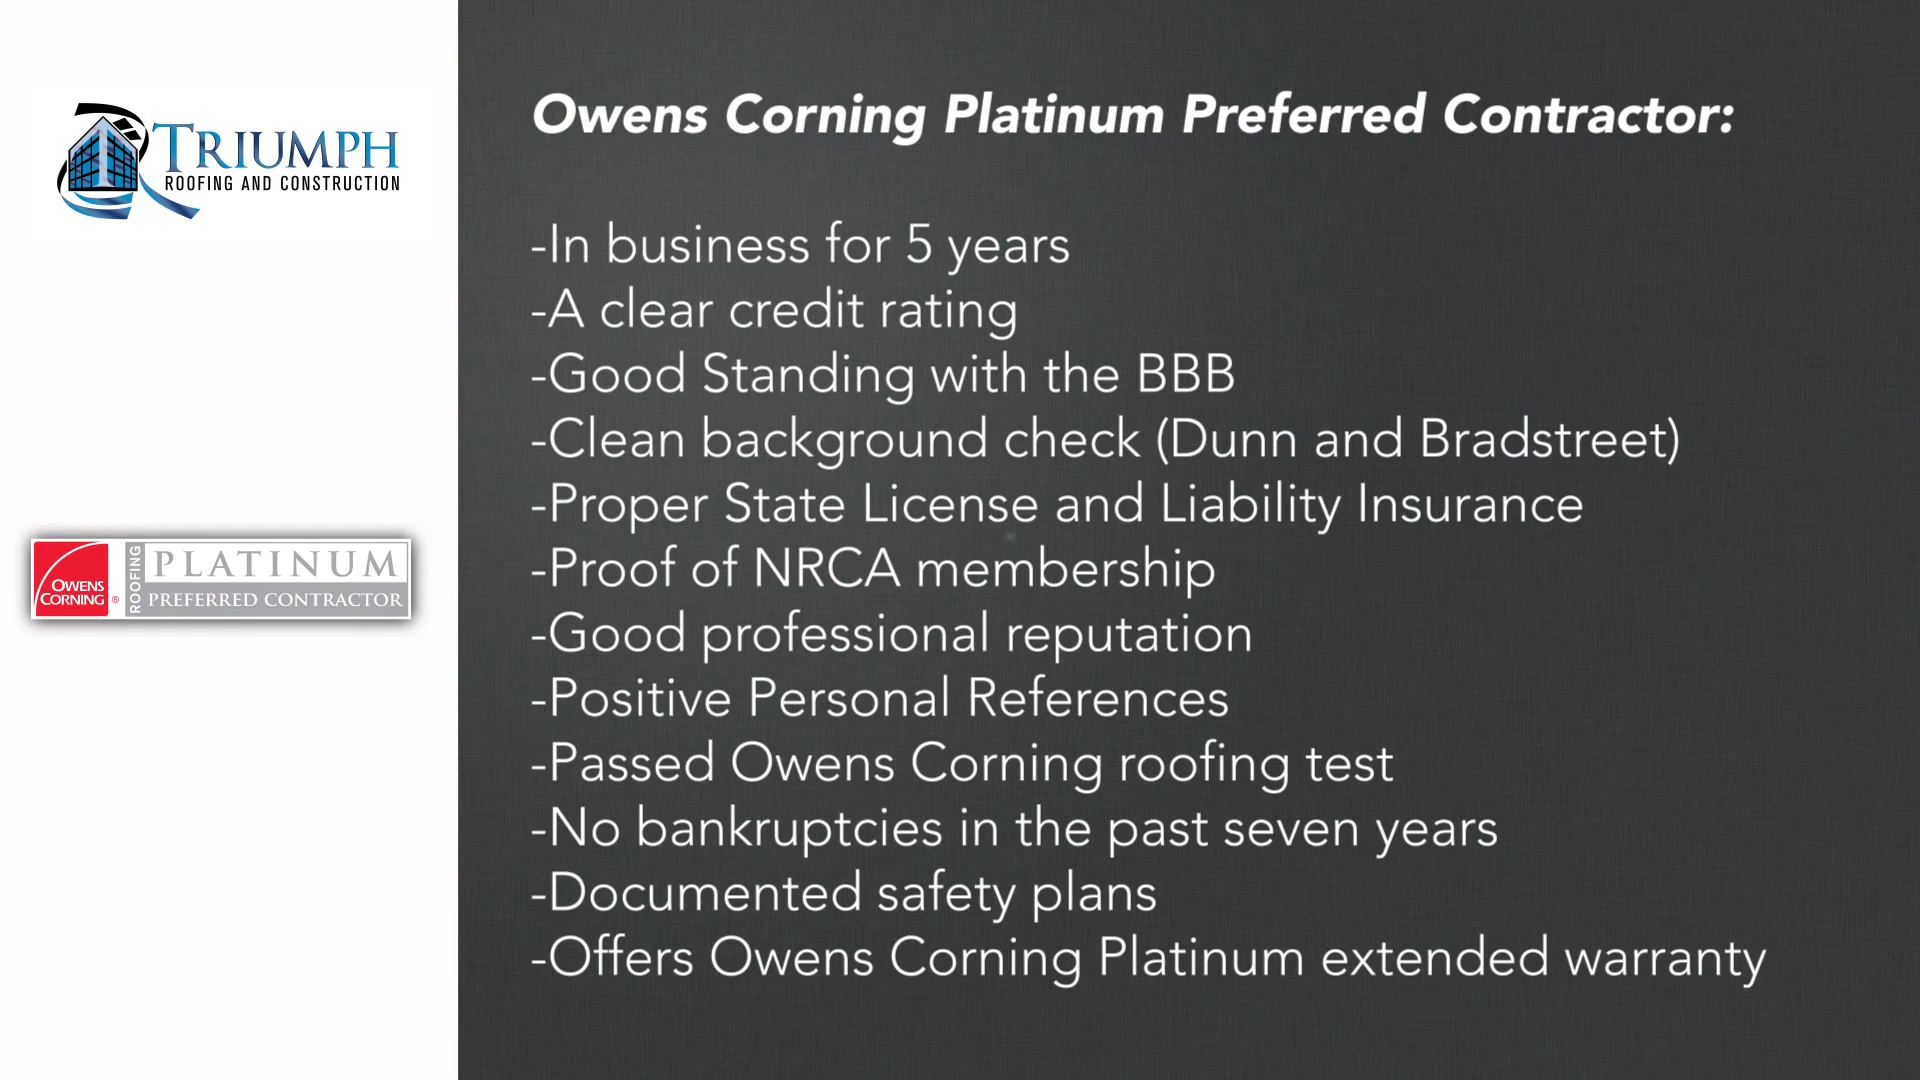 TRIUMPH
ROOFING AND CONSTRUCTION
OWENS CORNING ®
ROOFING
PLATINUM
PREFERRED CONTRACTOR
Owens Corning Platinum Preferred Contractor:
-In business for 5 years
-A clear credit rating
-Good Standing with the BBB
-Clean background check (Dunn and Bradstreet)
-Proper State License and Liability Insurance
-Proof of NRCA membership
-Good professional reputation
-Positive Personal References
-Passed Owens Corning roofing test
-No bankruptcies in the past seven years
-Documented safety plans
-Offers Owens Corning Platinum extended warranty